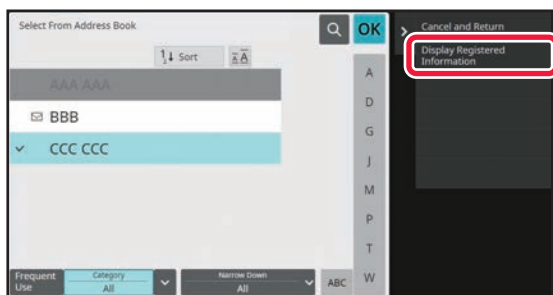 Select From Address Book
OK
Cancel and Return
Display Registered
Information
Sort
A A
AAA AAA
BBB
CCC CCC
A
D
G
J
M
P
T
W
Frequent
Use
Category
All
Narrow Down
All
ABC